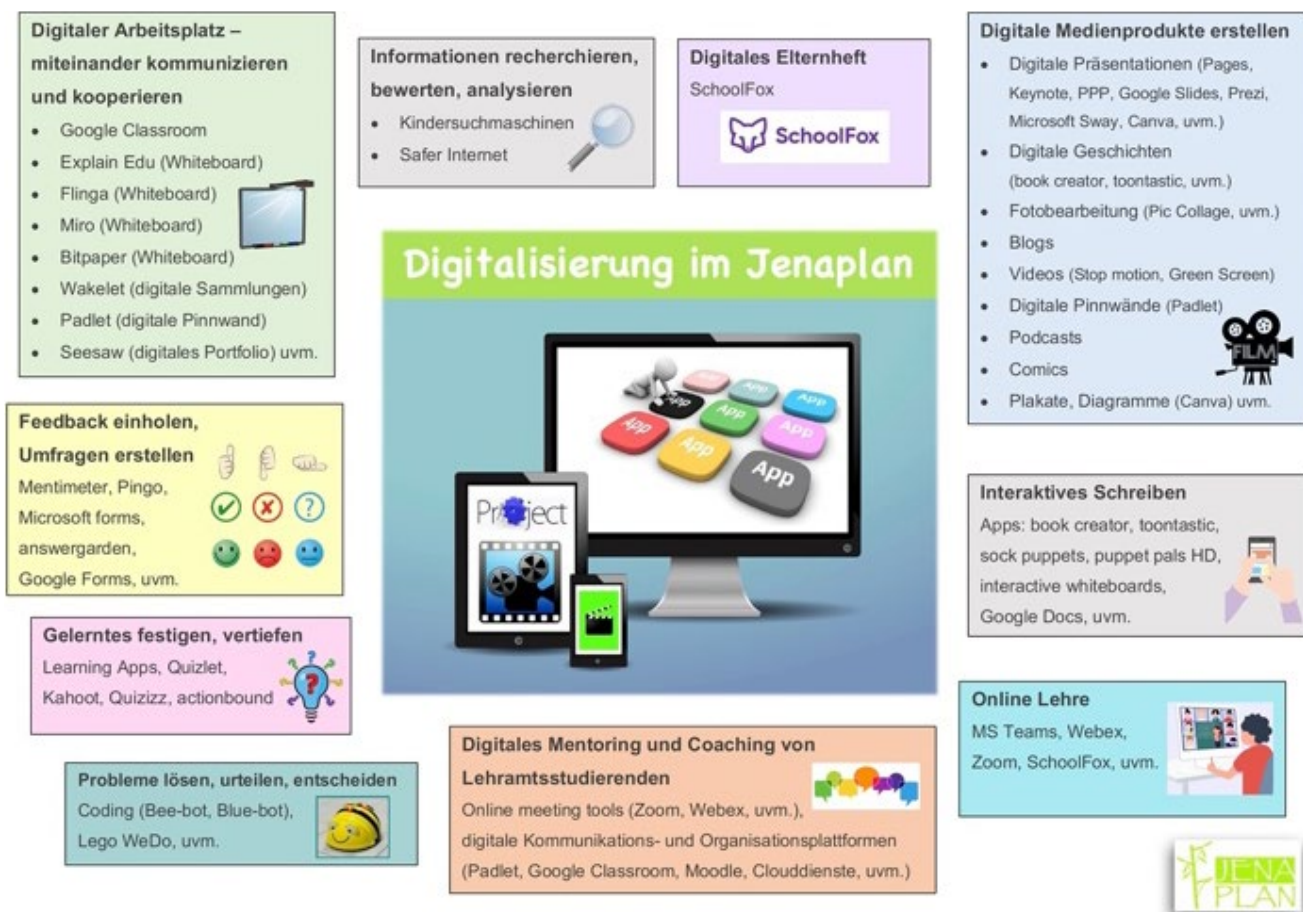 Digitaler Arbeitsplatz –
miteinander kommunizieren
und kooperieren
• Google Classroom
• Explain Edu (Whiteboard)
• Flinga (Whiteboard)
• Miro (Whiteboard)
• Bitpaper (Whiteboard)
• Wakelet (digitale Sammlungen)
• Padlet (digitale Pinnwand)
• Seesaw (digitales Portfolio) uvm.
Informationen recherchieren,
bewerten, analysieren
• Kindersuchmaschinen
• Safer Internet
Digitales Elternheft
SchoolFox
SchoolFox
Digitale Medienprodukte erstellen
• Digitale Präsentationen (Pages,
Keynote, PPP, Google Slides, Prezi,
Microsoft Sway, Canva, uvm.)
• Digitale Geschichten
(book creator, toontastic, uvm.)
• Fotobearbeitung (Pic Collage, uvm.)
• Blogs
• Videos (Stop motion, Green Screen)
• Digitale Pinnwände (Padlet)
• Podcasts
• Comics
• Plakate, Diagramme (Canva) uvm.
FILM
Digitalisierung im Jenaplan
App
App
App
App
App
App
App
App
App
Project
Feedback einholen,
Umfragen erstellen
Mentimeter, Pingo,
Microsoft forms,
answergarden,
Google Forms, uvm.
Interaktives Schreiben
Apps: book creator, toontastic,
sock puppets, puppet pals HD,
interactive whiteboards,
Google Docs, uvm.
Gelerntes festigen, vertiefen
Learning Apps, Quizlet,
Kahoot, Quizizz, actionbound
Online Lehre
MS Teams, Webex,
Zoom, SchoolFox, uvm.
Probleme lösen, urteilen, entscheiden
Coding (Bee-bot, Blue-bot),
Lego WeDo, uvm.
Digitales Mentoring und Coaching von
Lehramtsstudierenden
Online meeting tools (Zoom, Webex, uvm.),
digitale Kommunikations- und Organisationsplattformen
(Padlet, Google Classroom, Moodle, Clouddienste, uvm.)
JENA
PLAN